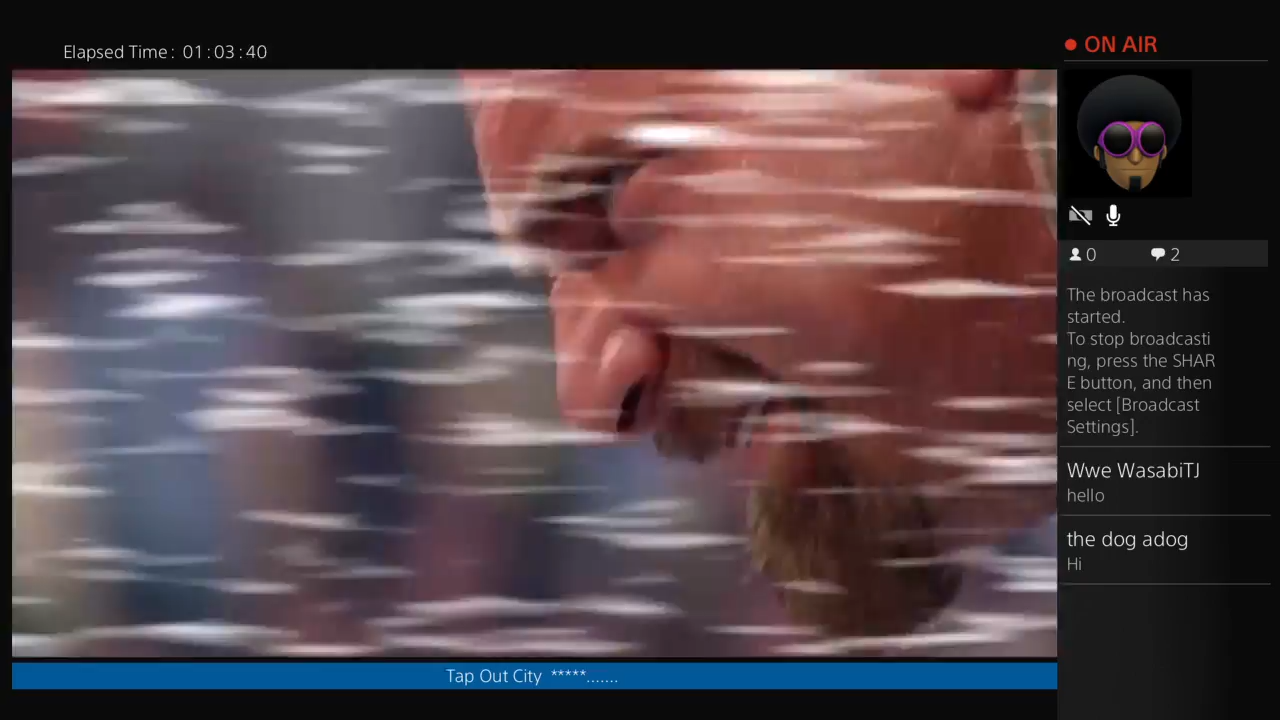 Elapsed Time: 01:03:40
ON AIR
0
2
The broadcast has
started.
To stop broadcasti
ng, press the SHAR
E button, and then
select [Broadcast
Settings].
Wwe WasabiTJ
hello
the dog adog
Hi
Tap Out City *****.......